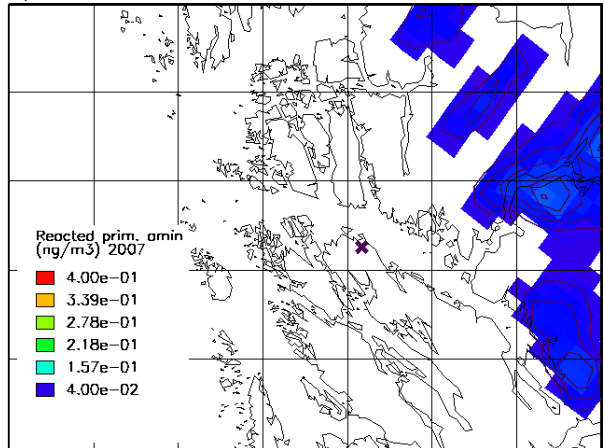 Reacted prim. amin
(ng/m3) 2007
4.00e-01
3.39e-01
2.78e-01
2.18e-01
1.57e-01
4.00e-02